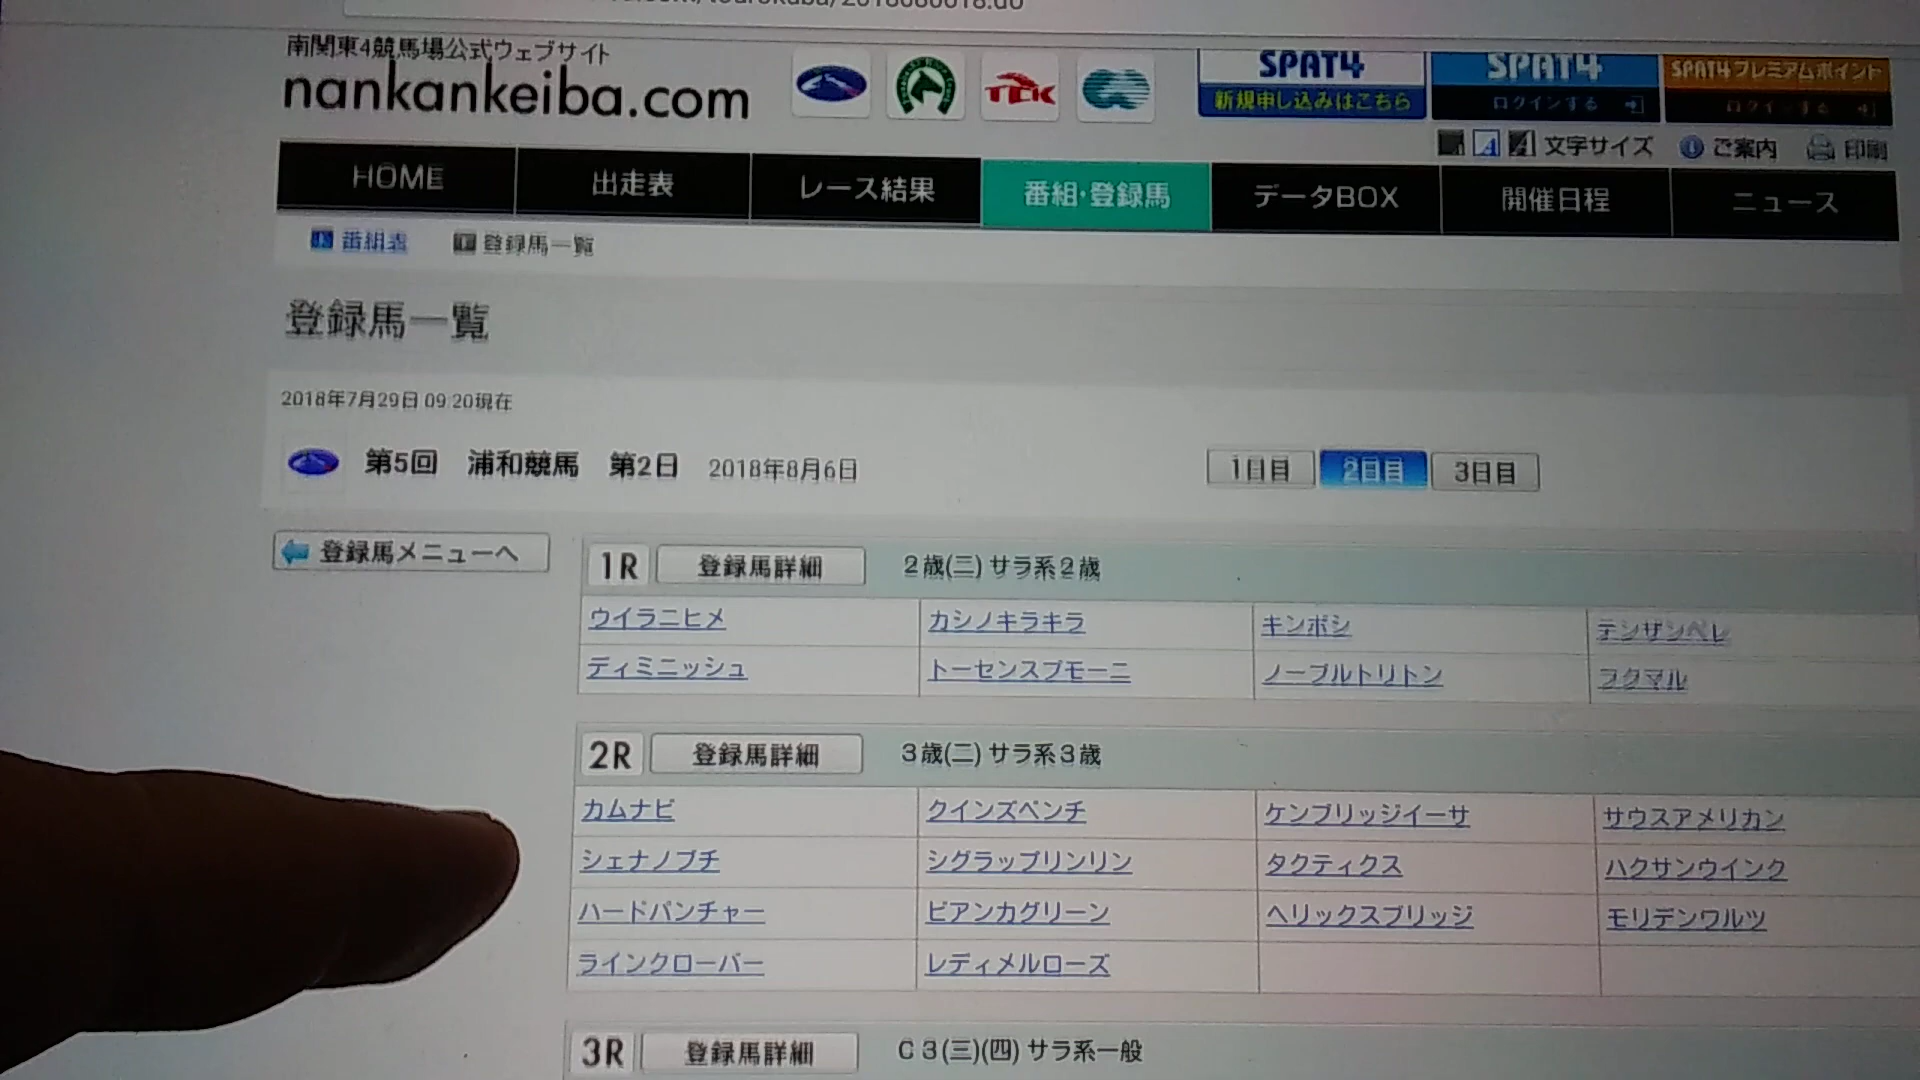 南関東4競馬場公式ウェブサイト
nankankeiba.com
TCK
SPAT4
新規申し込みはこちら
SPAT4
ログインする
SPAT4プレミアムポイント
ログインする
文字サイズ ご案内 印刷
HOME 出走表 レース結果 番組・登録馬 データBOX 開催日程 ニュース
番組表 登録馬一覧
登録馬一覧
2018年7月29日 09:20現在
第5回 浦和競馬 第2日 2018年8月6日 1日目 2日目 3日目
登録馬メニューへ
1R 登録馬詳細 2歳(二) サラ系2歳
ウイラニヒメ カシノキラキラ キンボシ テンザンペレ
ディミニッシュ トーセンスプモーニ ノーブルトリトン フクマル
2R 登録馬詳細 3歳(二) サラ系3歳
カムナビ クインズベンチ ケンブリッジイーサ サウスアメリカン
シェナノブチ シグラップリンリン タクティクス ハクサンウインク
ハードパンチャー ビアンカグリーン ヘリックスブリッジ モリデンワルツ
ラインクローバー レディメルローズ
3R 登録馬詳細 C3(三)(四) サラ系一般